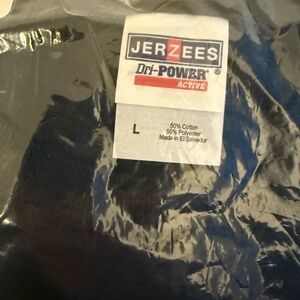 JERZEES
Dri-POWER®
ACTIVE
L
50% Cotton
50% Polyester
Made in El Salvador